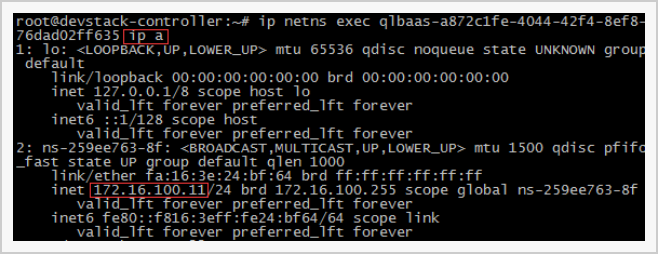 root@devstack-controller:~# ip netns exec qlbaas-a872c1fe-4044-42f4-8ef8-
76dad02ff635 ip a
1: lo: <LOOPBACK,UP,LOWER_UP> mtu 65536 qdisc noqueue state UNKNOWN group
default
link/loopback 00:00:00:00:00:00 brd 00:00:00:00:00:00
inet 127.0.0.1/8 scope host lo
valid_lft forever preferred_lft forever
inet6 ::1/128 scope host
valid_lft forever preferred_lft forever
2: ns-259ee763-8f: <BROADCAST,MULTICAST,UP,LOWER_UP> mtu 1500 qdisc pfifo
_fast state UP group default qlen 1000
link/ether fa:16:3e:24:bf:64 brd ff:ff:ff:ff:ff:ff
inet 172.16.100.11/24 brd 172.16.100.255 scope global ns-259ee763-8f
valid_lft forever preferred_lft forever
inet6 fe80::f816:3eff:fe24:bf64/64 scope link
valid_lft forever preferred_lft forever